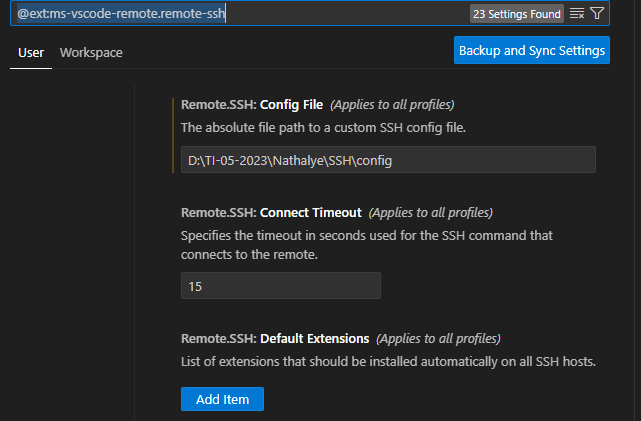 @ext:ms-vscode-remote.remote-ssh
23 Settings Found
User
Workspace
Backup and Sync Settings
Remote.SSH: Config File (Applies to all profiles)
The absolute file path to a custom SSH config file.
D:\TI-05-2023\Nathalye\SSH\config
Remote.SSH: Connect Timeout (Applies to all profiles)
Specifies the timeout in seconds used for the SSH command that
connects to the remote.
15
Remote.SSH: Default Extensions (Applies to all profiles)
List of extensions that should be installed automatically on all SSH hosts.
Add Item